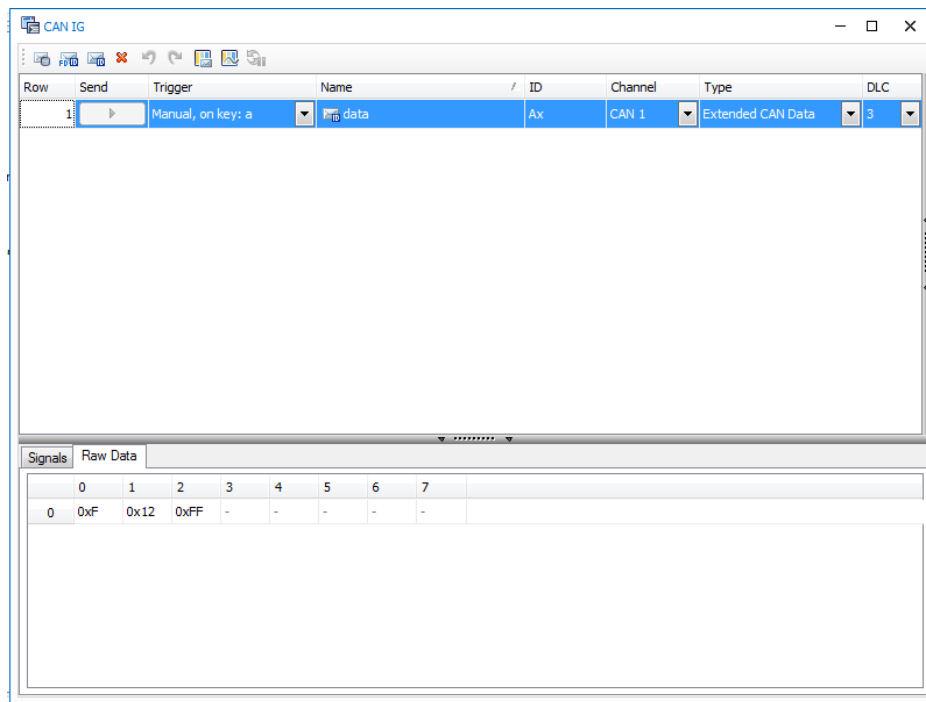 CAN IG
Row Send Trigger Name / ID Channel Type DLC
1 Manual, on key: a data Ax CAN 1 Extended CAN Data 3
Signals Raw Data
0 1 2 3 4 5 6 7
0 0xF 0x12 0xFF - - - - -